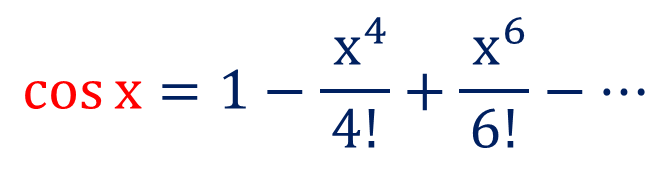 cos x = 1 − x⁴/4! + x⁶/6! − ⋯